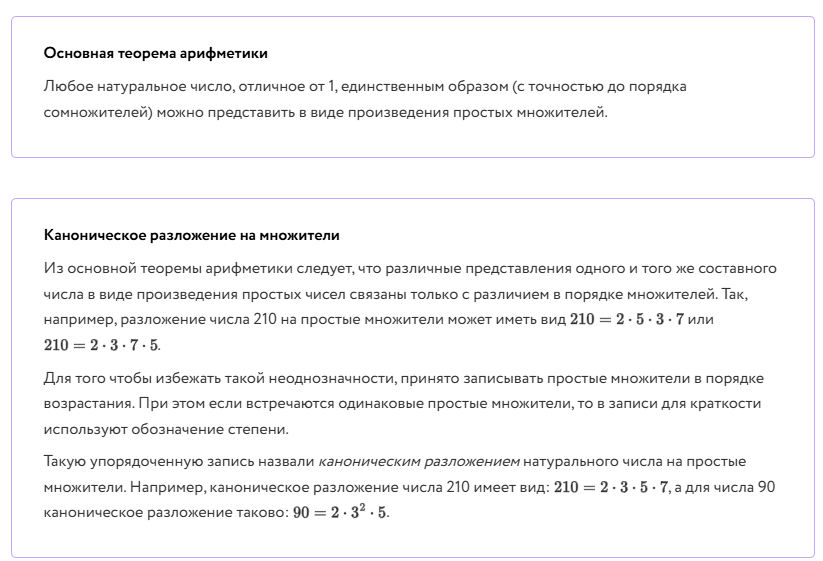 Основная теорема арифметики
Любое натуральное число, отличное от 1, единственным образом (с точностью до порядка
сомножителей) можно представить в виде произведения простых множителей.
Каноническое разложение на множители
Из основной теоремы арифметики следует, что различные представления одного и того же составного
числа в виде произведения простых чисел связаны только с различием в порядке множителей. Так,
например, разложение числа 210 на простые множители может иметь вид 210 = 2 · 5 · 3 · 7 или
210 = 2 · 3 · 7 · 5.
Для того чтобы избежать такой неоднозначности, принято записывать простые множители в порядке
возрастания. При этом если встречаются одинаковые простые множители, то в записи для краткости
используют обозначение степени.
Такую упорядоченную запись назвали каноническим разложением натурального числа на простые
множители. Например, каноническое разложение числа 210 имеет вид: 210 = 2 · 3 · 5 · 7, а для числа 90
каноническое разложение таково: 90 = 2 · 3² · 5.